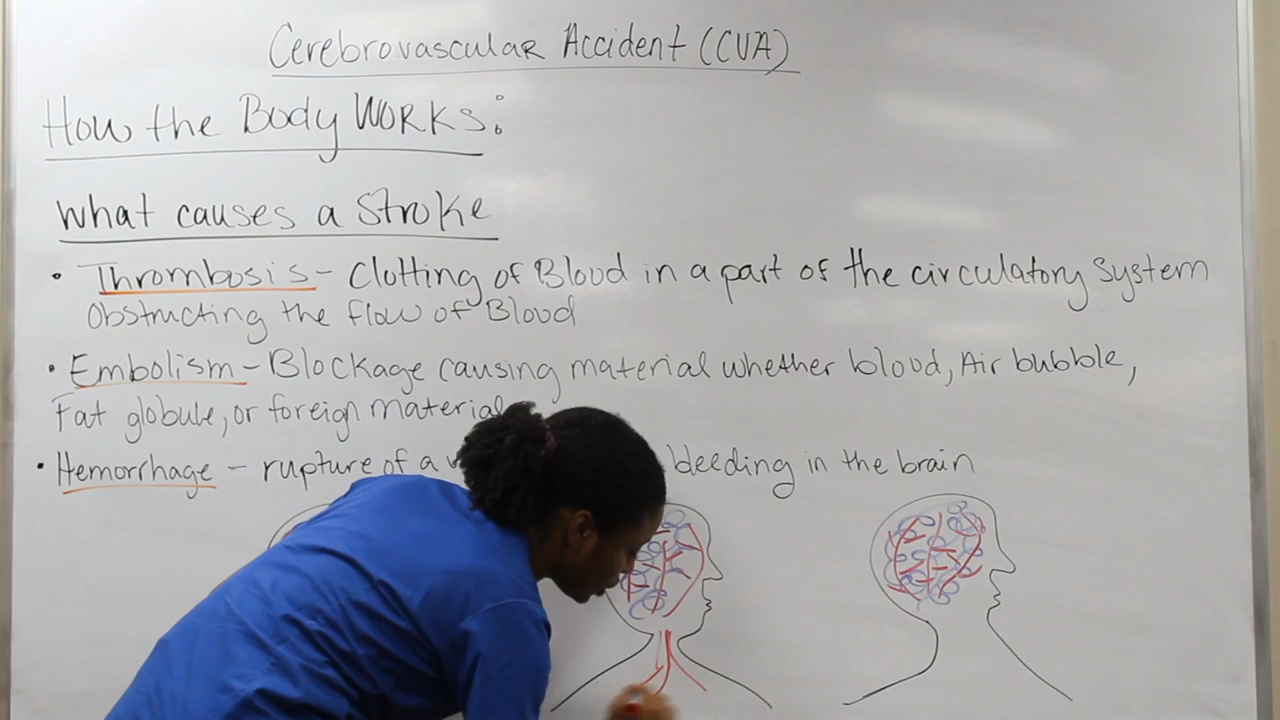 Cerebrovascular Accident (CVA)
How the Body Works:
What causes a Stroke
• Thrombosis - Clotting of Blood in a part of the circulatory System
Obstructing the flow of Blood
• Embolism - Blockage causing material whether blood, Air bubble,
Fat globule, or foreign material
• Hemorrhage - rupture of a bleeding in the brain